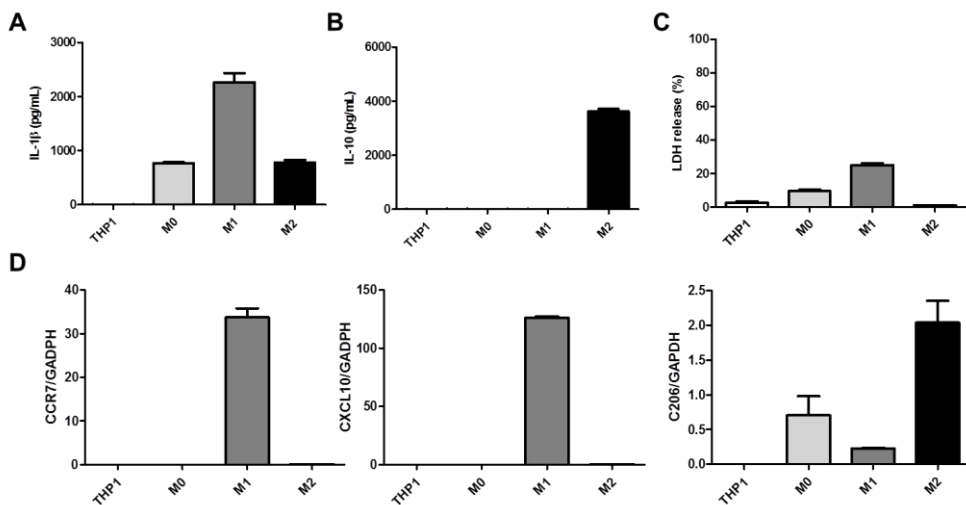 A
IL-1β (pg/mL)
3000
2000
1000
0
THP1
M0
M1
M2
B
IL-10 (pg/mL)
6000
4000
2000
0
THP1
M0
M1
M2
C
LDH release (%)
100
80
60
40
20
0
THP1
M0
M1
M2
D
CCR7/GADPH
40
30
20
10
0
THP1
M0
M1
M2
CXCL10/GADPH
150
100
50
0
THP1
M0
M1
M2
C206/GAPDH
2.5
2.0
1.5
1.0
0.5
0.0
THP1
M0
M1
M2